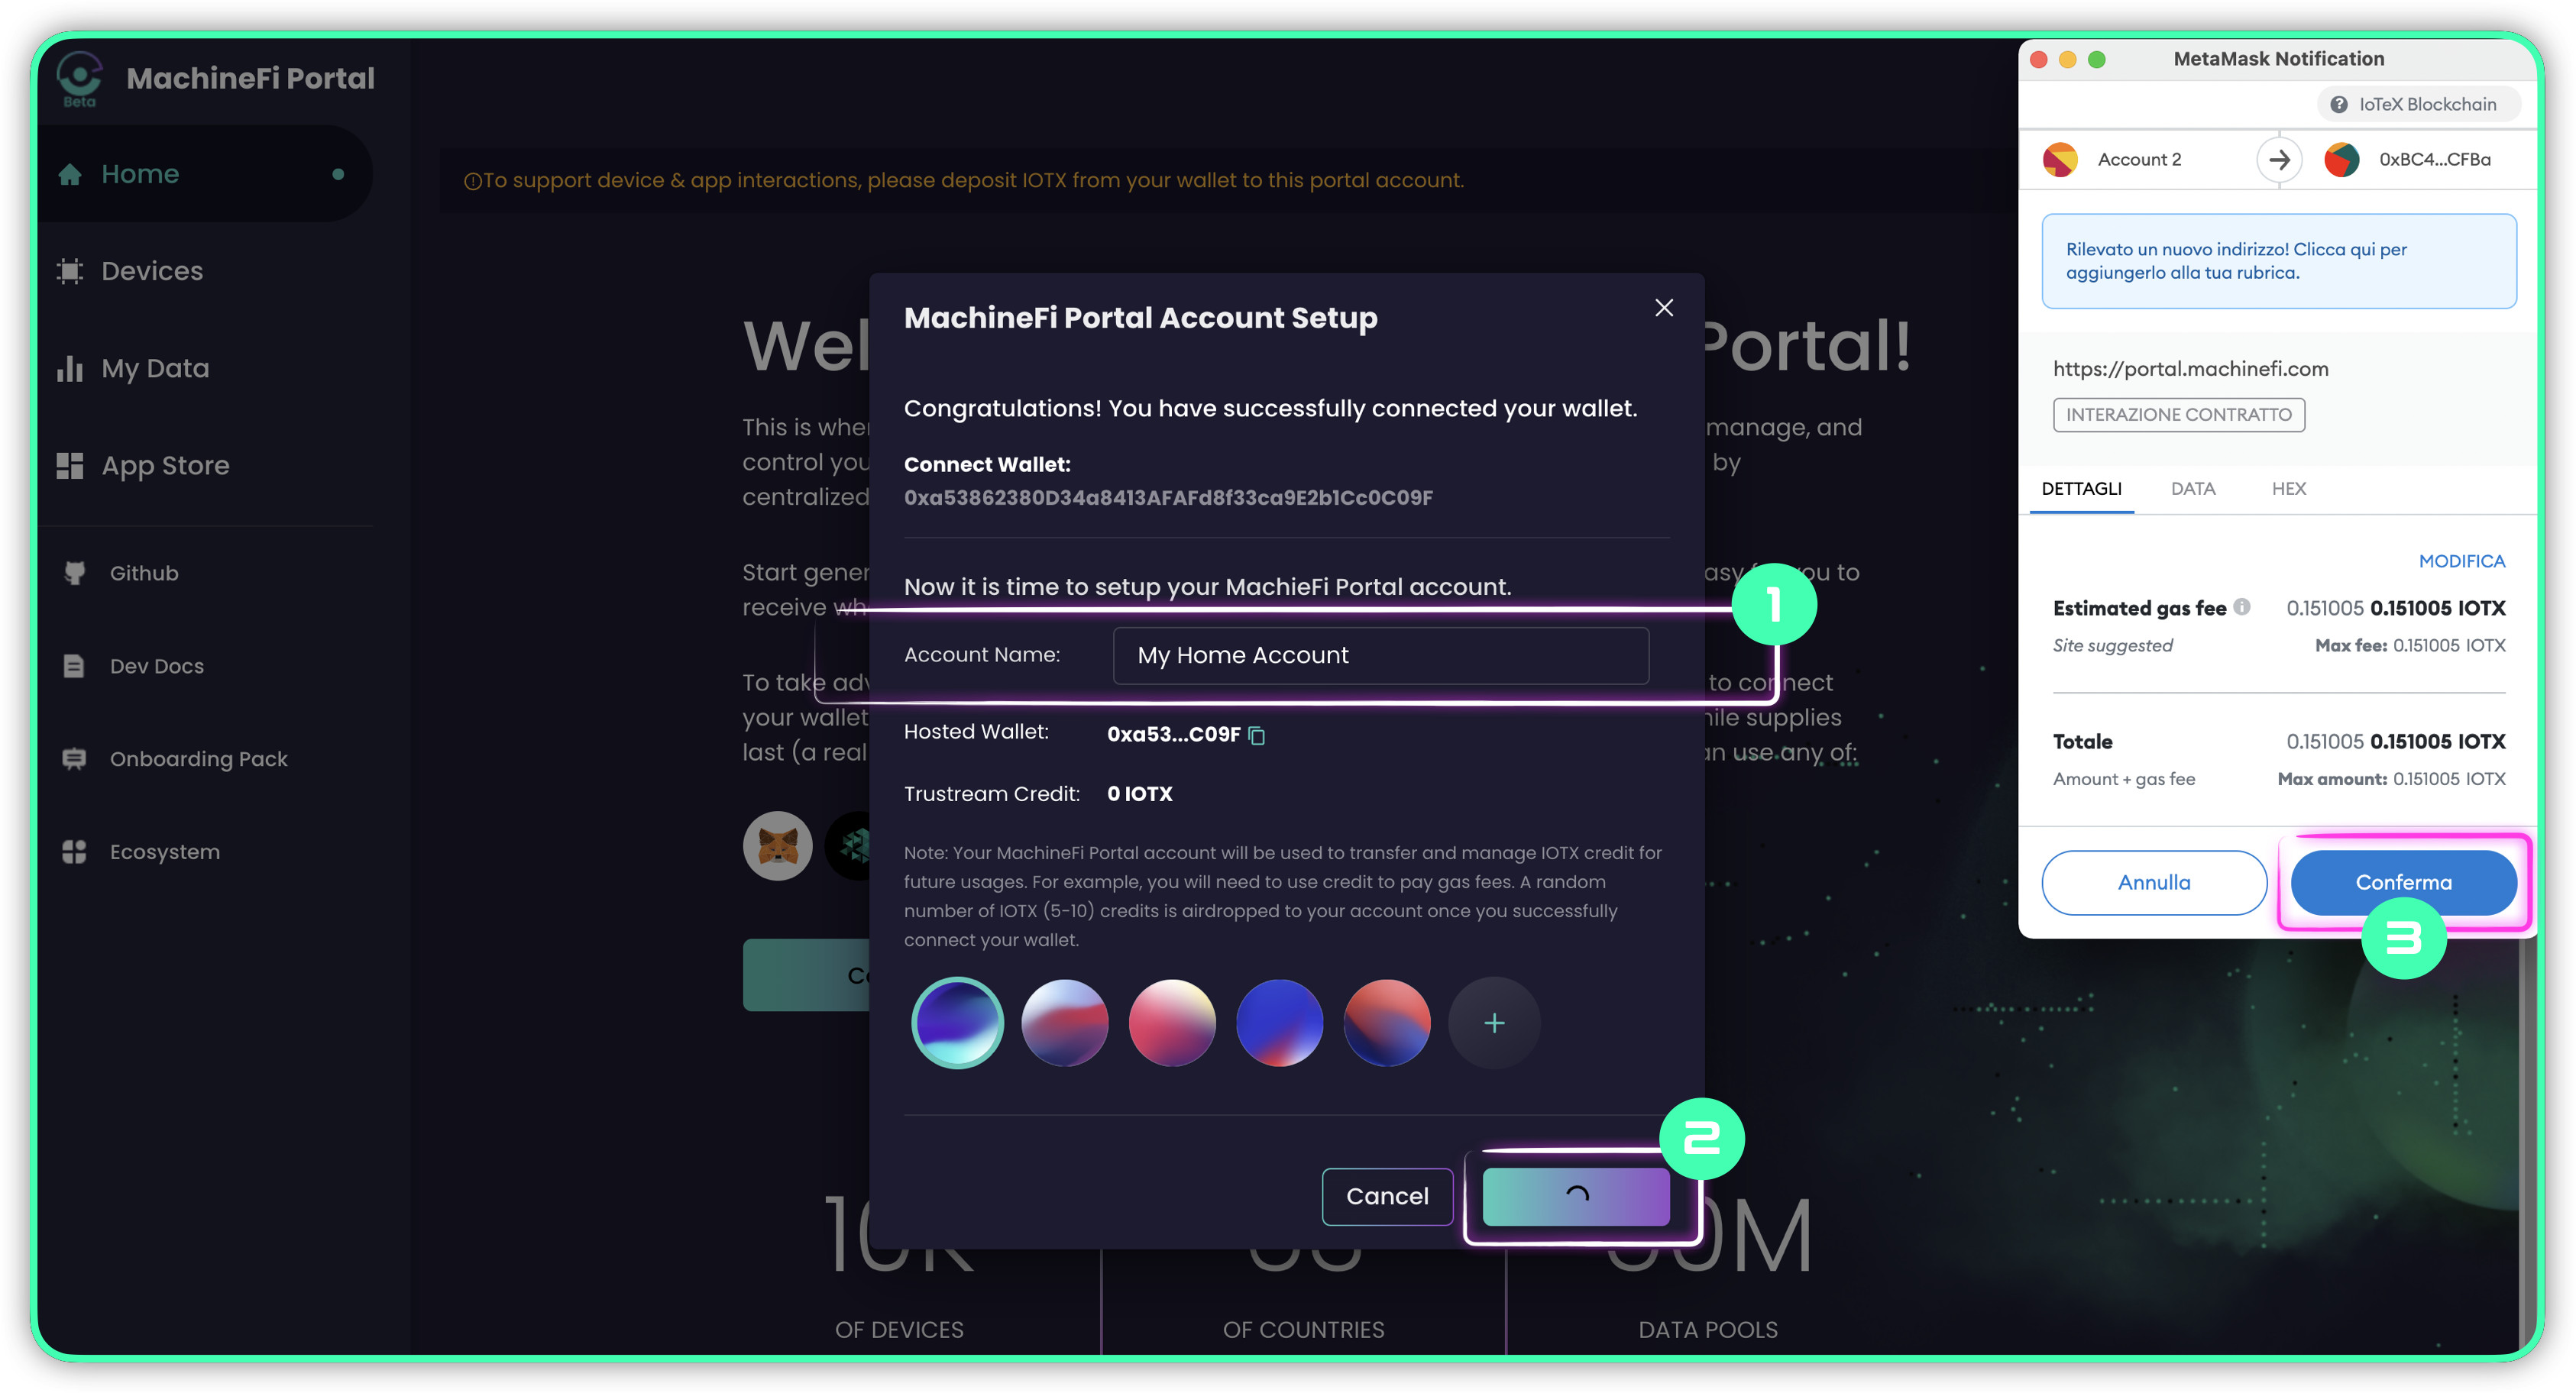 MachineFi Portal
Beta
Home
Devices
My Data
App Store
Github
Dev Docs
Onboarding Pack
Ecosystem
To support device & app interactions, please deposit IOTX from your wallet to this portal account.
Wel
Portal!
This is wher
manage, and
control you
by
centralized
Start gener
asy for you to
receive wh
To take adv
to connect
your wallet
hile supplies
last (a real
an use any of:
Co
10K
OF DEVICES
OF COUNTRIES
0M
DATA POOLS
MachineFi Portal Account Setup
Congratulations! You have successfully connected your wallet.
Connect Wallet:
0xa53862380D34a8413AFAFd8f33ca9E2b1Cc0C09F
Now it is time to setup your MachieFi Portal account.
1
Account Name:
My Home Account
Hosted Wallet:
0xa53...C09F
Trustream Credit:
0 IOTX
Note: Your MachineFi Portal account will be used to transfer and manage IOTX credit for
future usages. For example, you will need to use credit to pay gas fees. A random
number of IOTX (5-10) credits is airdropped to your account once you successfully
connect your wallet.
+
2
Cancel
MetaMask Notification
IoTeX Blockchain
Account 2
0xBC4...CFBa
Rilevato un nuovo indirizzo! Clicca qui per
aggiungerlo alla tua rubrica.
https://portal.machinefi.com
INTERAZIONE CONTRATTO
DETTAGLI DATA HEX
MODIFICA
Estimated gas fee 0.151005 0.151005 IOTX
Site suggested Max fee: 0.151005 IOTX
Totale 0.151005 0.151005 IOTX
Amount + gas fee Max amount: 0.151005 IOTX
Annulla
Conferma
3